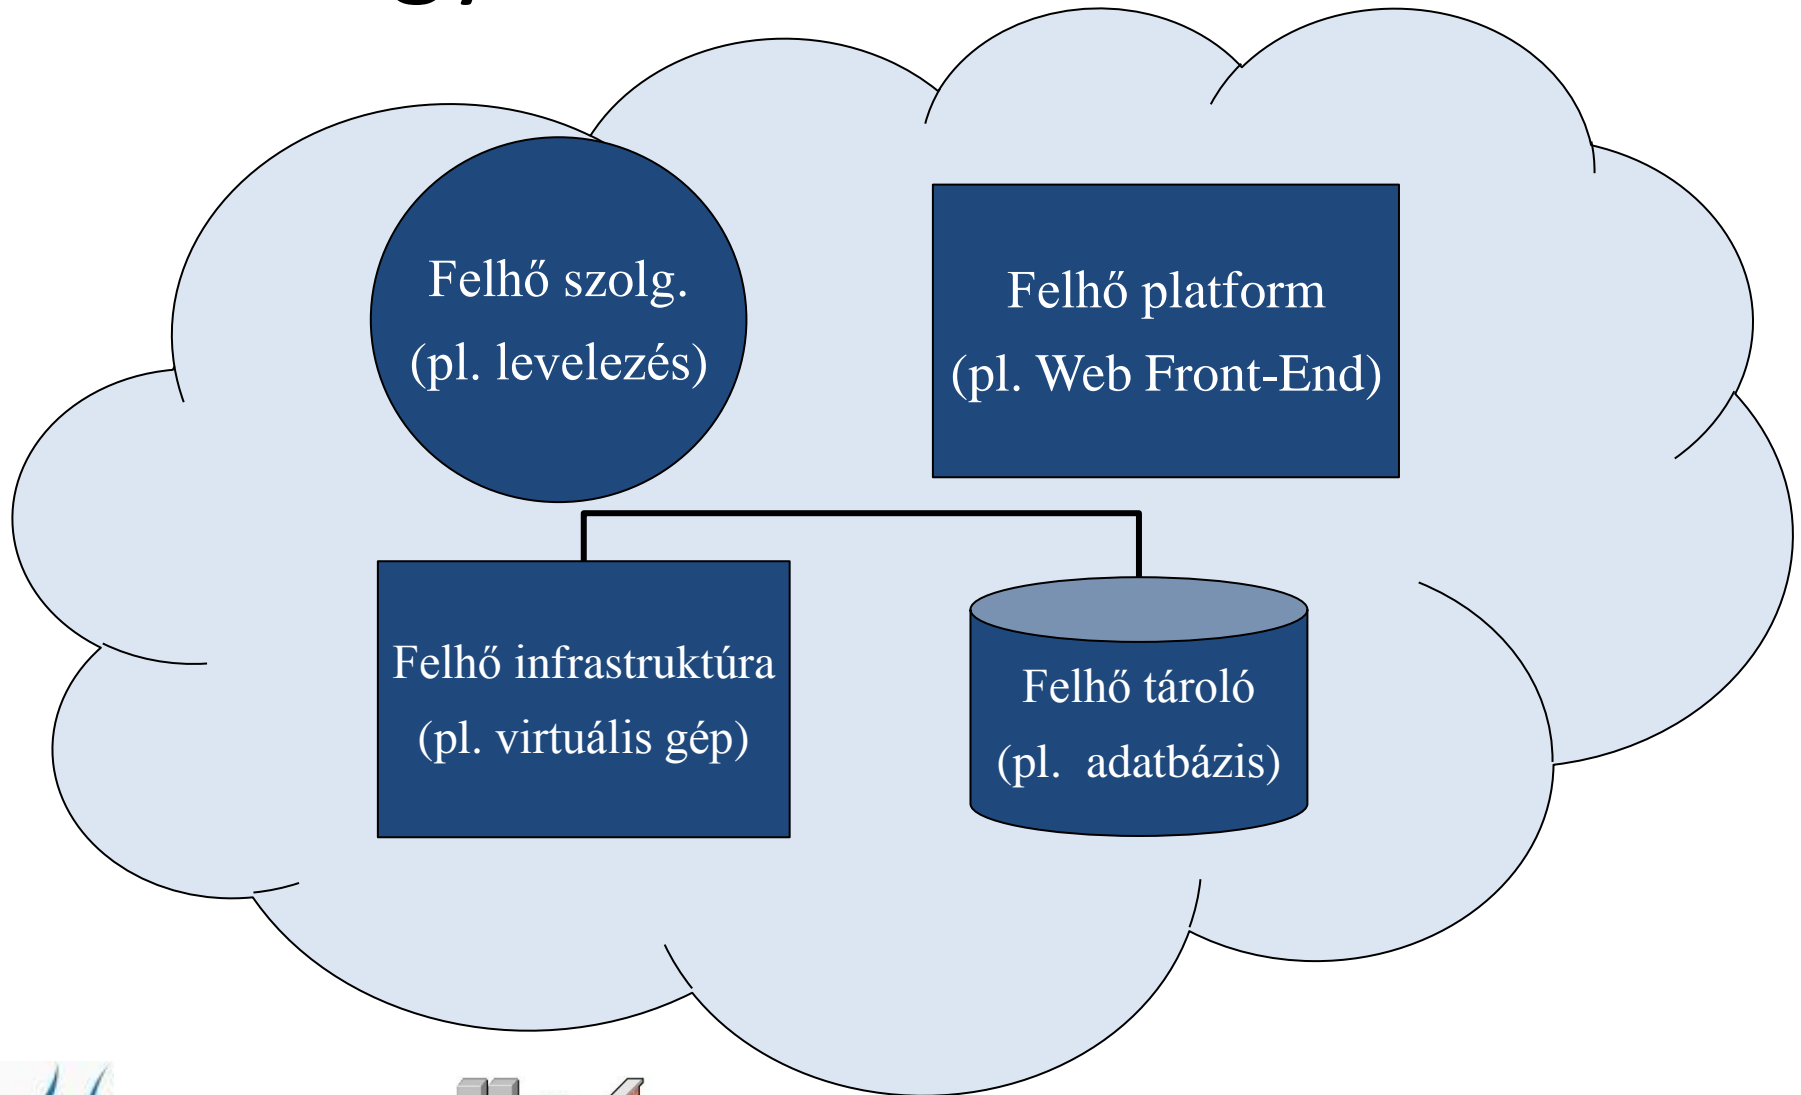 Felhő szolg.
(pl. levelezés)
Felhő platform
(pl. Web Front-End)
Felhő infrastruktúra
(pl. virtuális gép)
Felhő tároló
(pl.  adatbázis)